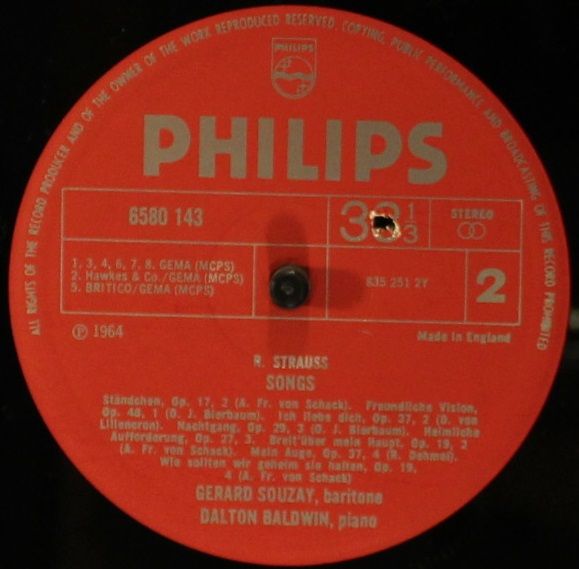 ALL RIGHTS OF THE RECORD PRODUCER AND OF THE OWNER OF THE WORK REPRODUCED RESERVED. COPYING, PUBLIC PERFORMANCE AND BROADCASTING OF THIS RECORD PROHIBITED
PHILIPS
PHILIPS
6580 143
33 1/3
STEREO
1, 3, 4, 6, 7, 8. GEMA (MCPS)
2. Hawkes & Co./GEMA (MCPS)
5. BRITICO/GEMA (MCPS)
835 251 2Y
2
℗ 1964
Made in England
R. STRAUSS
SONGS
Ständchen, Op. 17, 2 (A. Fr. von Schack). Freundliche Vision,
Op. 48, 1 (O. J. Bierbaum). Ich liebe dich, Op. 37, 2 (D. von
Liliencron). Nachtgang, Op. 29, 3 (O. J. Bierbaum). Heimliche
Aufforderung, Op. 27, 3. Breit'über mein Haupt, Op. 19, 2
(A. Fr. von Schack). Mein Auge, Op. 37, 4 (R. Dehmel).
Wie sollten wir geheim sie halten, Op. 19,
4 (A. Fr. von Schack)
GERARD SOUZAY, baritone
DALTON BALDWIN, piano